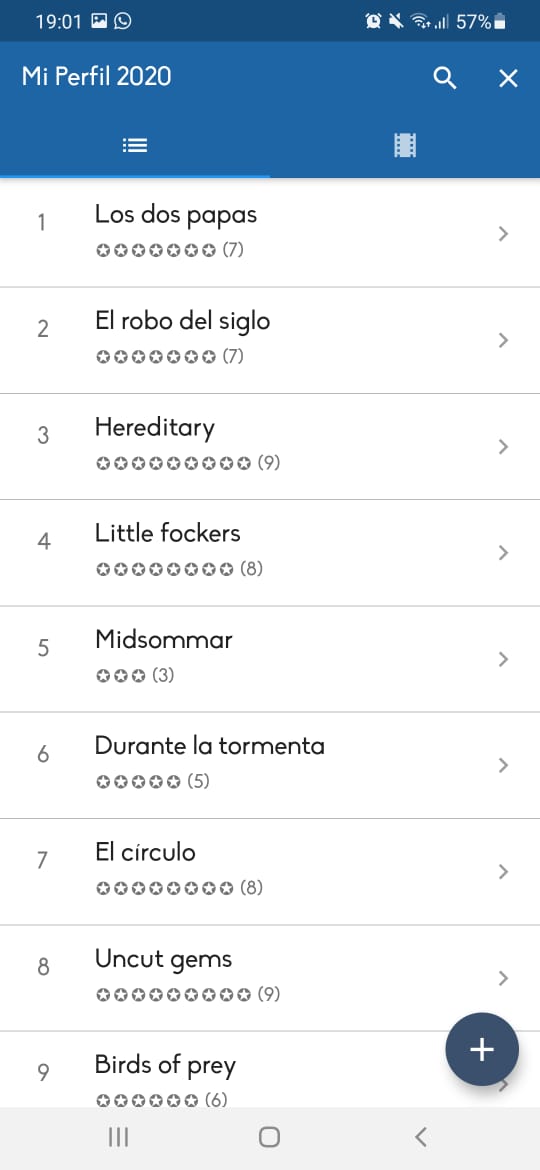 19:01 57%
Mi Perfil 2020
1 Los dos papas
(7)
2 El robo del siglo
(7)
3 Hereditary
(9)
4 Little fockers
(8)
5 Midsommar
(3)
6 Durante la tormenta
(5)
7 El círculo
(8)
8 Uncut gems
(9)
9 Birds of prey
(6)